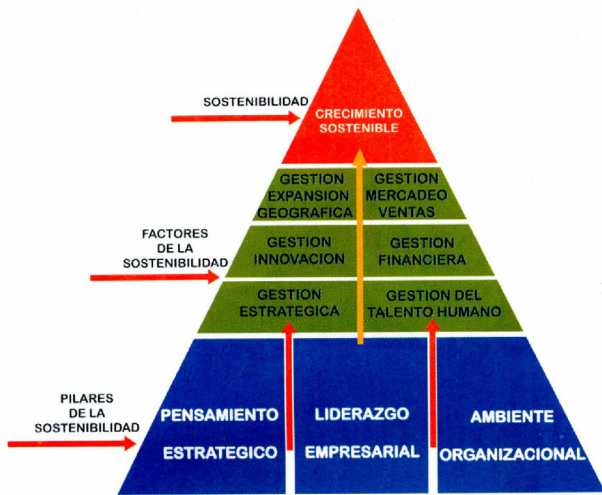 SOSTENIBILIDAD
CRECIMIENTO
SOSTENIBLE
GESTION
EXPANSION
GEOGRAFICA
GESTION
MERCADEO
VENTAS
FACTORES
DE LA
SOSTENIBILIDAD
GESTION
INNOVACION
GESTION
FINANCIERA
GESTION
ESTRATEGICA
GESTION DEL
TALENTO HUMANO
PILARES
DE LA
SOSTENIBILIDAD
PENSAMIENTO
ESTRATEGICO
LIDERAZGO
EMPRESARIAL
AMBIENTE
ORGANIZACIONAL